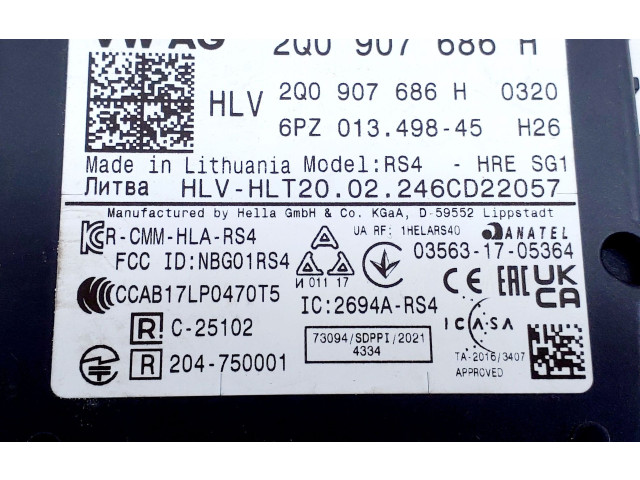 VW AG 2Q0 907 686 H
HLV 2Q0 907 686 H 0320
6PZ 013.498-45 H26
Made in Lithuania Model:RS4 - HRE SG1
Литва HLV-HLT20.02.246CD22057
Manufactured by Hella GmbH & Co. KGaA, D-59552 Lippstadt
R-CMM-HLA-RS4
UA RF: 1HELARS40
ANATEL
FCC ID:NBG01RS4
И 011 17
03563-17-05364
CCAB17LP0470T5
IC:2694A-RS4
CE EAC UKCA
R C-25102
73094/SDPPI/2021
4334
ICASA
R 204-750001
TA-2016/3407
APPROVED